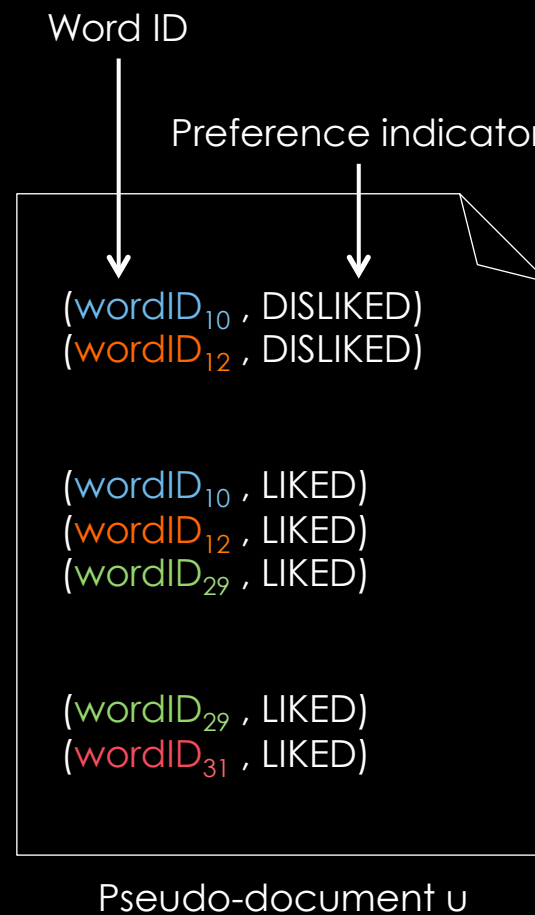 Word ID
Preference indicator
(wordID₁₀ , DISLIKED)
(wordID₁₂ , DISLIKED)
(wordID₁₀ , LIKED)
(wordID₁₂ , LIKED)
(wordID₂₉ , LIKED)
(wordID₂₉ , LIKED)
(wordID₃₁ , LIKED)
Pseudo-document u